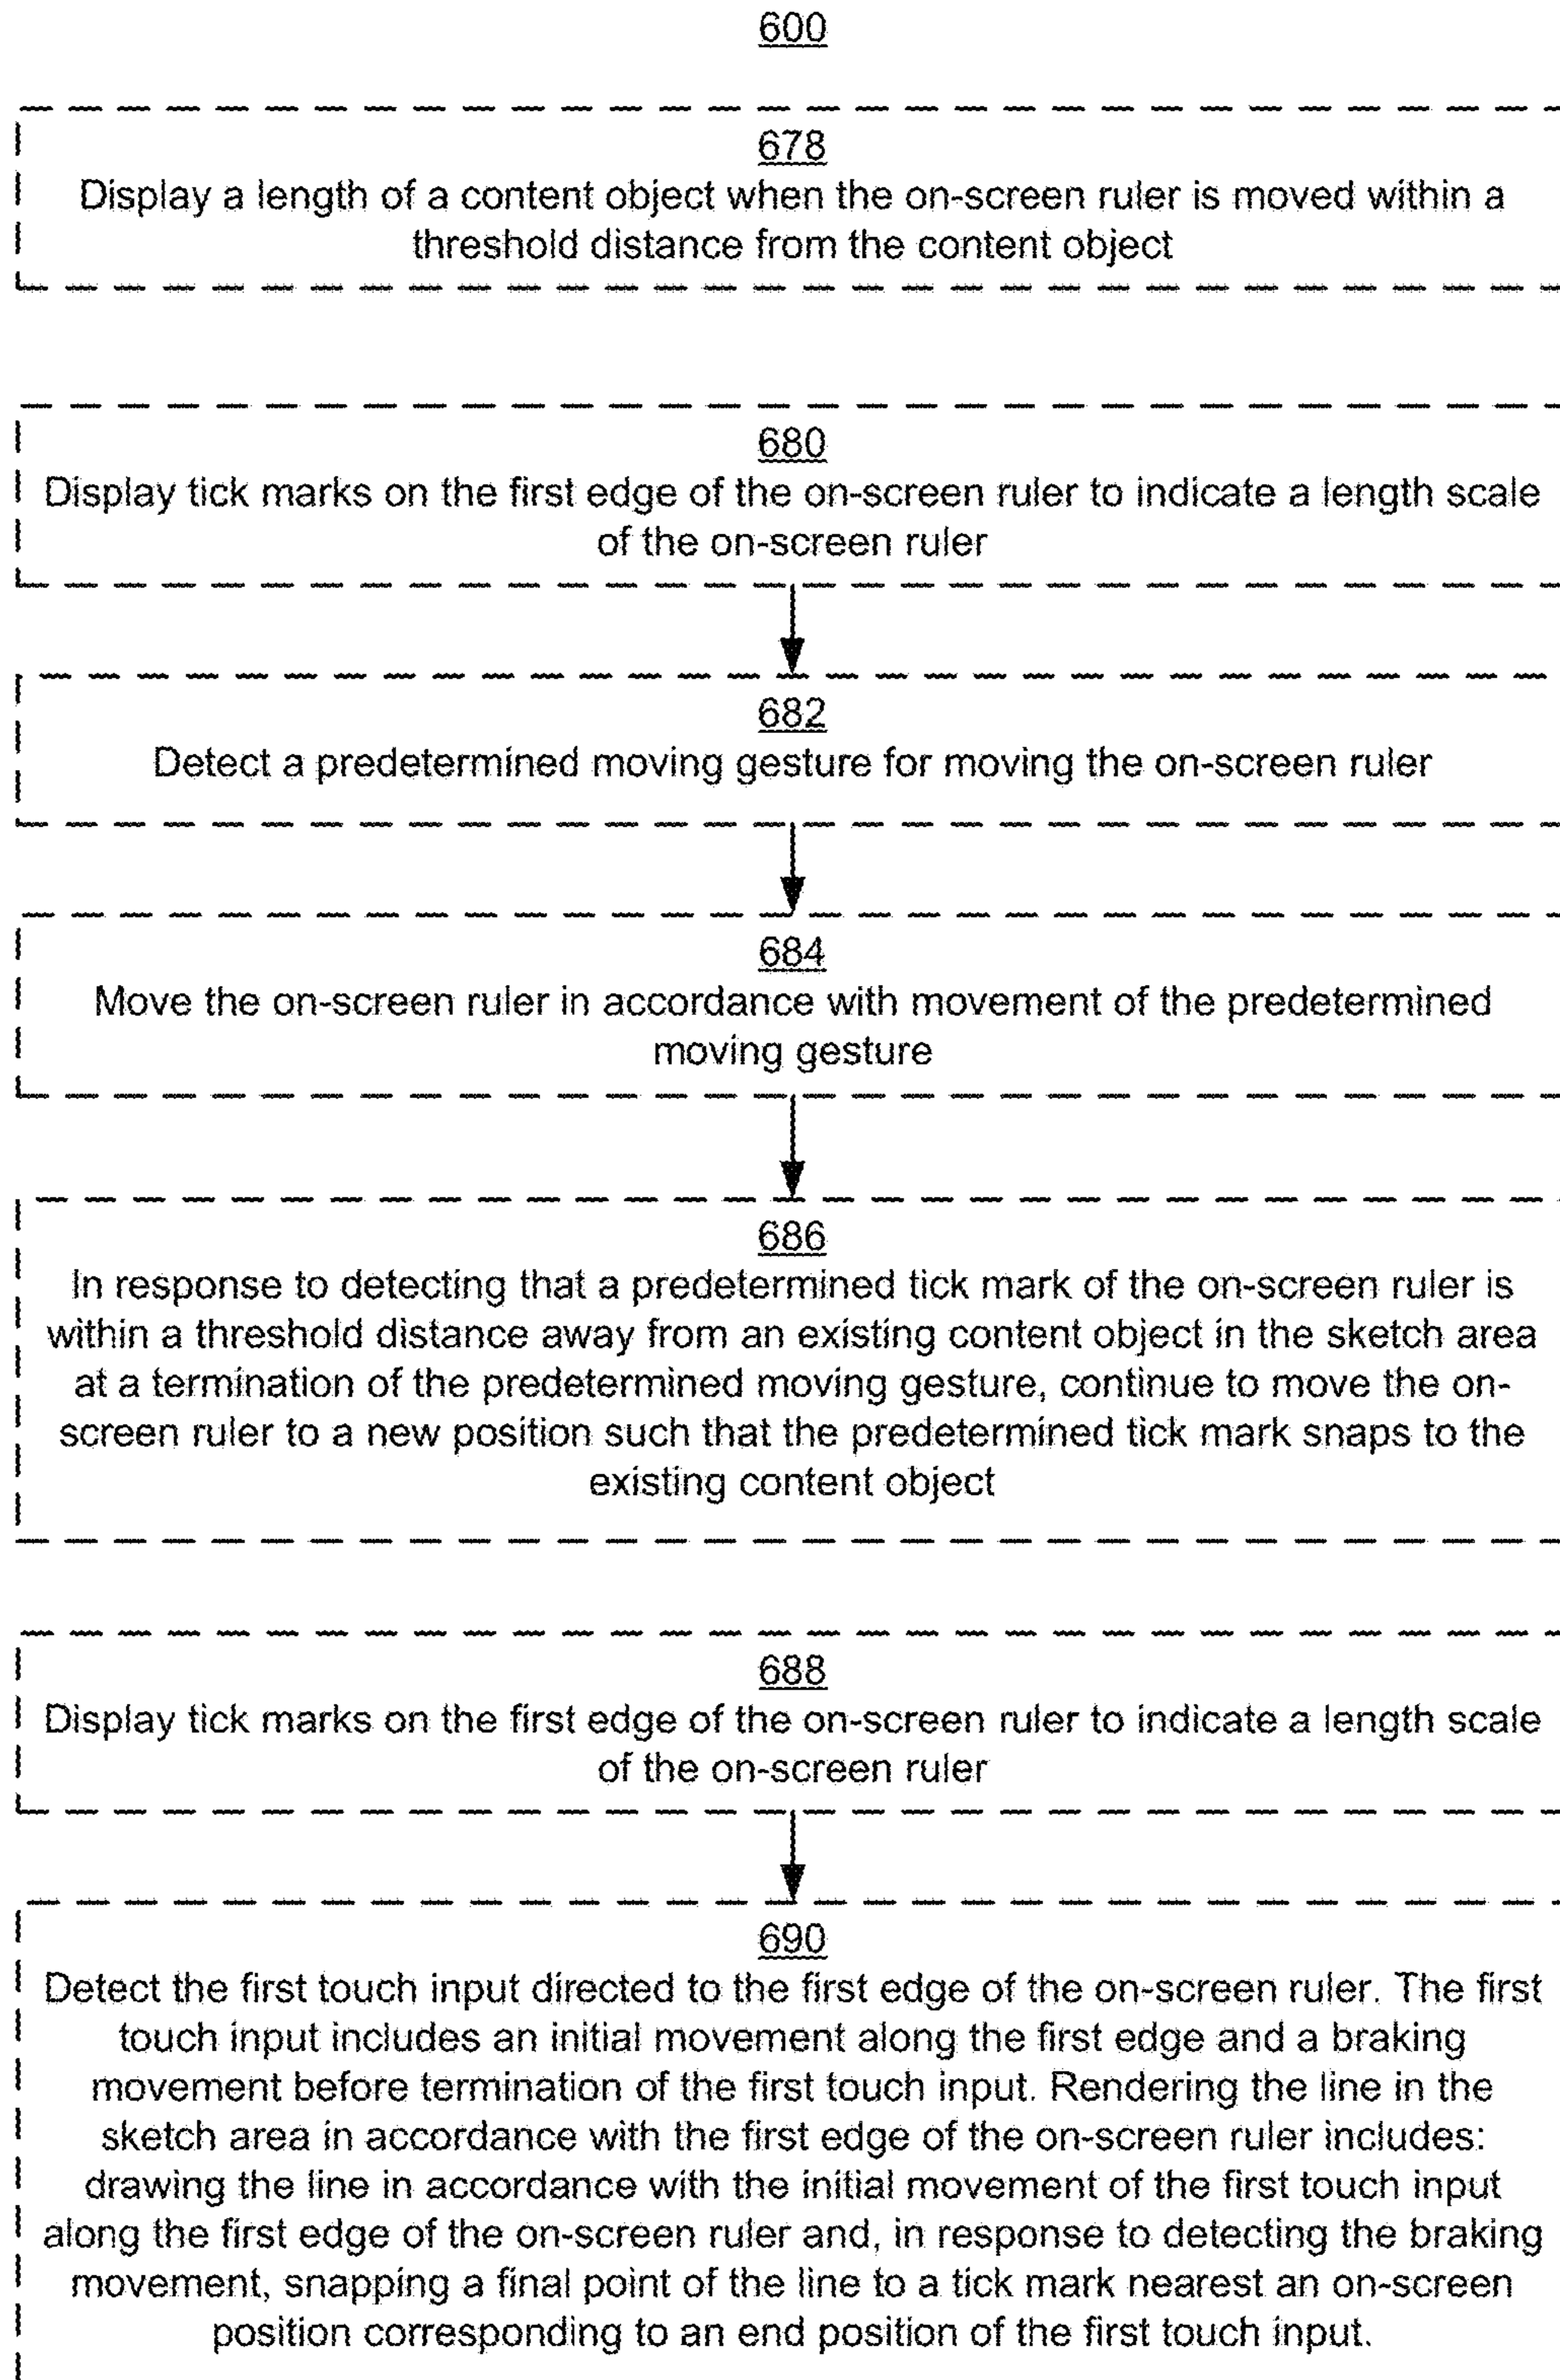 600
678
Display a length of a content object when the on-screen ruler is moved within a
threshold distance from the content object
680
Display tick marks on the first edge of the on-screen ruler to indicate a length scale
of the on-screen ruler
682
Detect a predetermined moving gesture for moving the on-screen ruler
684
Move the on-screen ruler in accordance with movement of the predetermined
moving gesture
686
In response to detecting that a predetermined tick mark of the on-screen ruler is
within a threshold distance away from an existing content object in the sketch area
at a termination of the predetermined moving gesture, continue to move the on-
screen ruler to a new position such that the predetermined tick mark snaps to the
existing content object
688
Display tick marks on the first edge of the on-screen ruler to indicate a length scale
of the on-screen ruler
690
Detect the first touch input directed to the first edge of the on-screen ruler. The first
touch input includes an initial movement along the first edge and a braking
movement before termination of the first touch input. Rendering the line in the
sketch area in accordance with the first edge of the on-screen ruler includes:
drawing the line in accordance with the initial movement of the first touch input
along the first edge of the on-screen ruler and, in response to detecting the braking
movement, snapping a final point of the line to a tick mark nearest an on-screen
position corresponding to an end position of the first touch input.